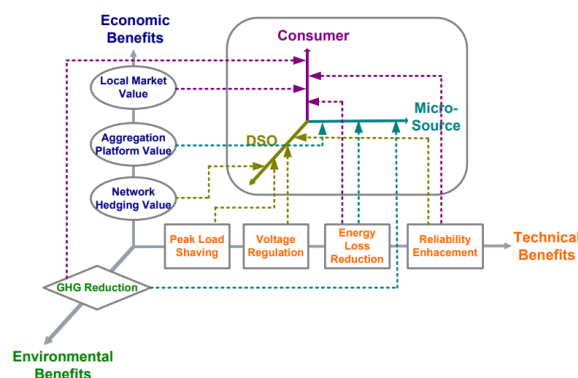 Economic
Benefits
Consumer
Local Market
Value
Micro-
Source
Aggregation
Platform Value
DSO
Network
Hedging Value
Peak Load
Shaving
Voltage
Regulation
Energy
Loss
Reduction
Reliability
Enhacement
Technical
Benefits
GHG Reduction
Environmental
Benefits